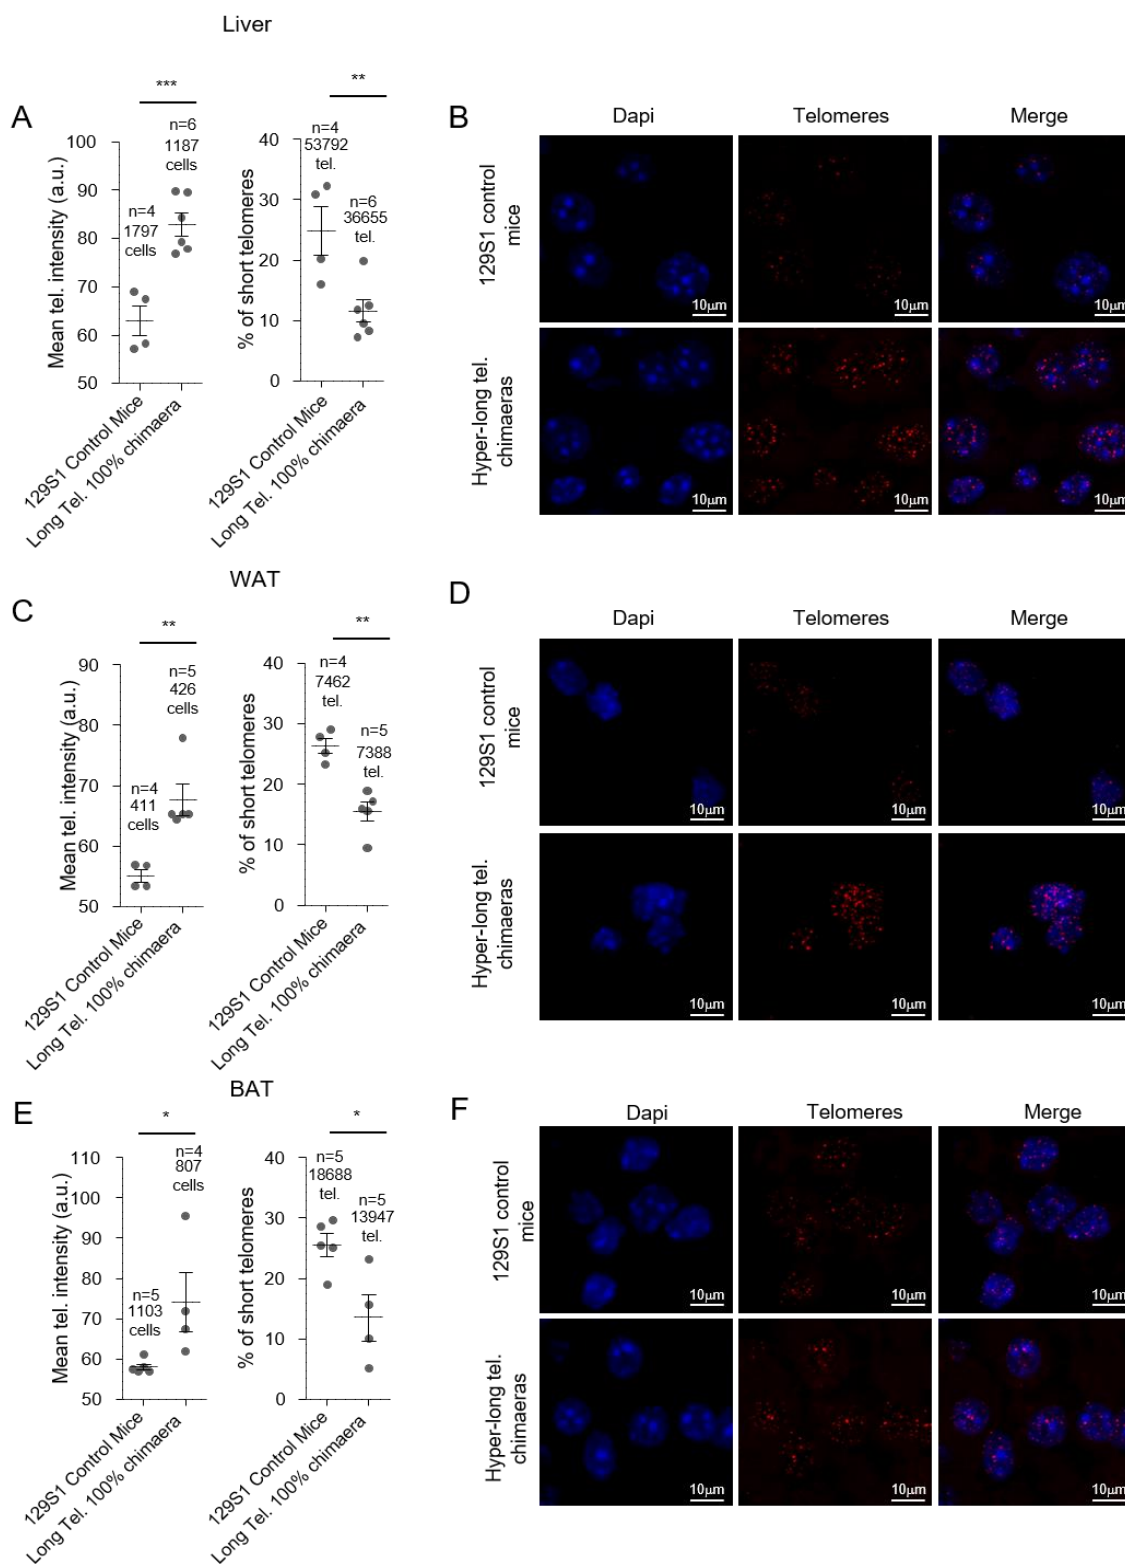 Liver
A
***
n=6
1187
cells
n=4
1797
cells
Mean tel. intensity (a.u.)
100
90
80
70
60
50
129S1 Control Mice
Long Tel. 100% chimaera
**
n=4
53792
tel.
n=6
36655
tel.
% of short telomeres
40
30
20
10
0
129S1 Control Mice
Long Tel. 100% chimaera
B
Dapi
Telomeres
Merge
129S1 control
mice
10µm
10µm
10µm
Hyper-long tel.
chimaeras
10µm
10µm
10µm
WAT
C
**
n=5
426
cells
n=4
411
cells
Mean tel. intensity (a.u.)
90
80
70
60
50
129S1 Control Mice
Long Tel. 100% chimaera
**
n=4
7462
tel.
n=5
7388
tel.
% of short telomeres
40
30
20
10
0
129S1 Control Mice
Long Tel. 100% chimaera
D
Dapi
Telomeres
Merge
129S1 control
mice
10µm
10µm
10µm
Hyper-long tel.
chimaeras
10µm
10µm
10µm
BAT
E
*
n=4
807
cells
n=5
1103
cells
Mean tel. intensity (a.u.)
110
100
90
80
70
60
50
129S1 Control Mice
Long Tel. 100% chimaera
*
n=5
18688
tel.
n=5
13947
tel.
% of short telomeres
40
30
20
10
0
129S1 Control Mice
Long Tel. 100% chimaera
F
Dapi
Telomeres
Merge
129S1 control
mice
10µm
10µm
10µm
Hyper-long tel.
chimaeras
10µm
10µm
10µm